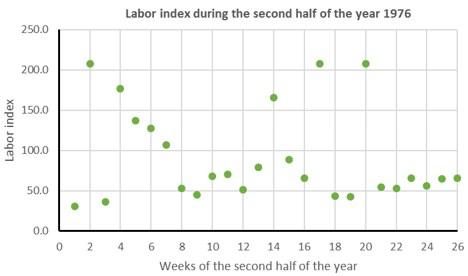 Labor index during the second half of the year 1976
250.0
200.0
150.0
100.0
50.0
0.0
Labor index
0 2 4 6 8 10 12 14 16 18 20 22 24 26
Weeks of the second half of the year